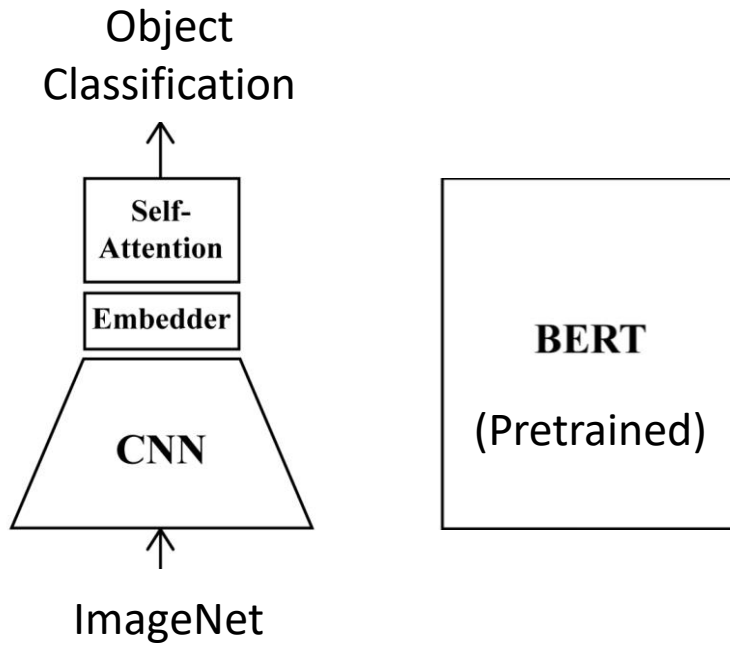 Object
Classification
Self-
Attention
Embedder
CNN
ImageNet
BERT
(Pretrained)